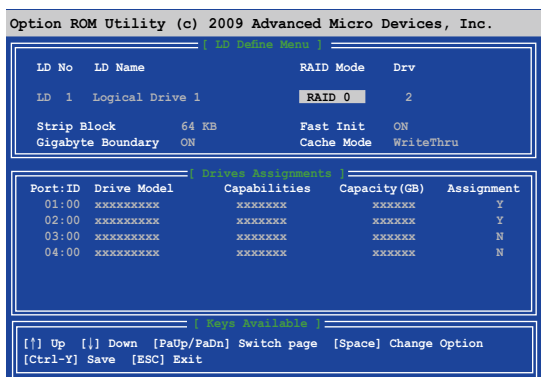 Option ROM Utility (c) 2009 Advanced Micro Devices, Inc.
[ LD Define Menu ]
LD No LD Name RAID Mode Drv
LD 1 Logical Drive 1 RAID 0 2
Strip Block 64 KB Fast Init ON
Gigabyte Boundary ON Cache Mode WriteThru
[ Drives Assignments ]
Port:ID Drive Model Capabilities Capacity(GB) Assignment
01:00 xxxxxxxxx xxxxxxx xxxxxx Y
02:00 xxxxxxxxx xxxxxxx xxxxxx Y
03:00 xxxxxxxxx xxxxxxx xxxxxx N
04:00 xxxxxxxxx xxxxxxx xxxxxx N
[ Keys Available ]
[↑] Up [↓] Down [PaUp/PaDn] Switch page [Space] Change Option
[Ctrl-Y] Save [ESC] Exit